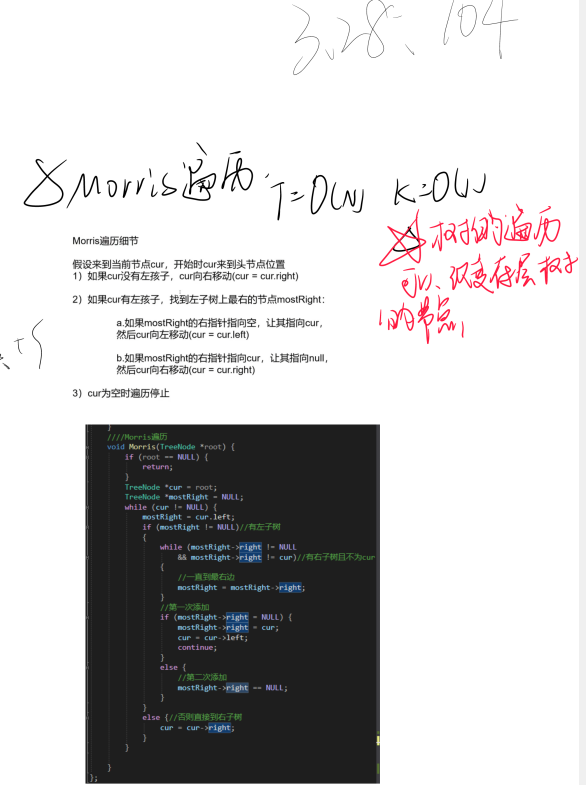 3.28、104
Morris遍历. T=O(N) K=O(1)
树的遍历
的节点,
Morris遍历细节
假设来到当前节点cur，开始时cur来到头节点位置
1）如果cur没有左孩子，cur向右移动(cur = cur.right)
2）如果cur有左孩子，找到左子树上最右的节点mostRight：
a.如果mostRight的右指针指向空，让其指向cur，
然后cur向左移动(cur = cur.left)
b.如果mostRight的右指针指向cur，让其指向null，
然后cur向右移动(cur = cur.right)
3）cur为空时遍历停止
}
////Morris遍历
void Morris(TreeNode *root) {
if (root == NULL) {
return;
}
TreeNode *cur = root;
TreeNode *mostRight = NULL;
while (cur != NULL) {
mostRight = cur.left;
if (mostRight != NULL)//有左子树
{
while (mostRight->right != NULL
&& mostRight->right != cur)//有右子树且不为cur
{
//一直到最右边
mostRight = mostRight->right;
}
//第一次添加
if (mostRight->right = NULL) {
mostRight->right = cur;
cur = cur->left;
continue;
}
else {
//第二次添加
mostRight->right == NULL;
}
}
else {//否则直接到右子树
cur = cur->right;
}
}
}
};